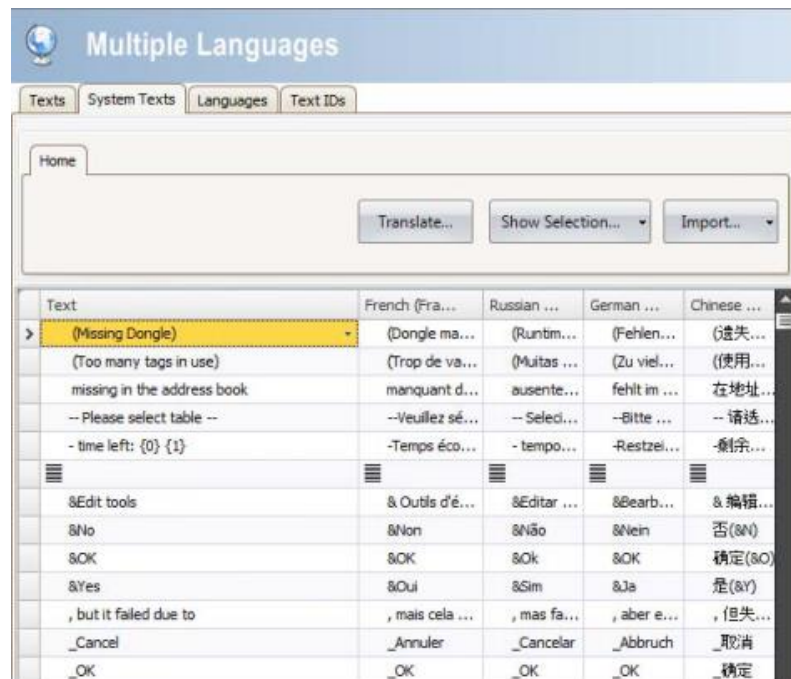 Multiple Languages
Texts System Texts Languages Text IDs
Home
Translate... Show Selection... Import...
Text French (Fra... Russian ... German ... Chinese ...
(Missing Dongle) (Dongle ma... (Runtim... (Fehlen... (遗失...
(Too many tags in use) (Trop de va... (Muitas ... (Zu viel... (使用...
missing in the address book manquant d... ausente... fehlt im ... 在地址...
-- Please select table -- --Veuillez sé... -- Seleci... --Bitte ... -- 请选...
- time left: {0} {1} -Temps éco... - tempo... -Restzei... -剩余...
&Edit tools & Outils d'é... &Editar ... &Bearb... & 编辑...
&No &Non &Não &Nein 否(&N)
&OK &OK &Ok &OK 确定(&O)
&Yes &Oui &Sim &Ja 是(&Y)
, but it failed due to , mais cela ... , mas fa... , aber e... , 但失...
_Cancel _Annuler _Cancelar _Abbruch _取消
_OK _OK _OK _OK _确定